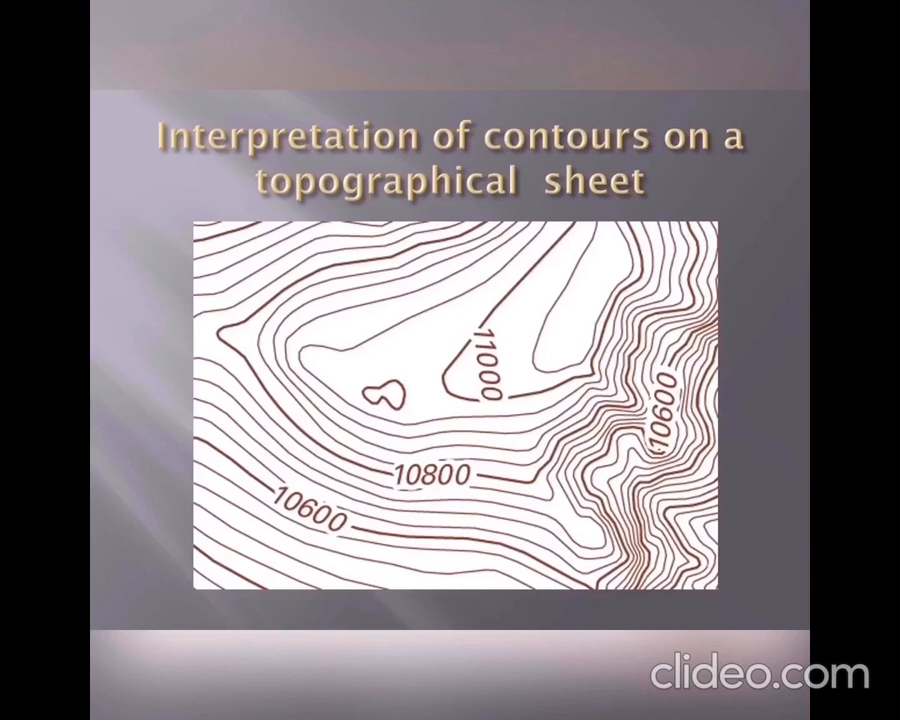 Interpretation of contours on a
topographical sheet
11000
10600
10800
10600
clideo.com